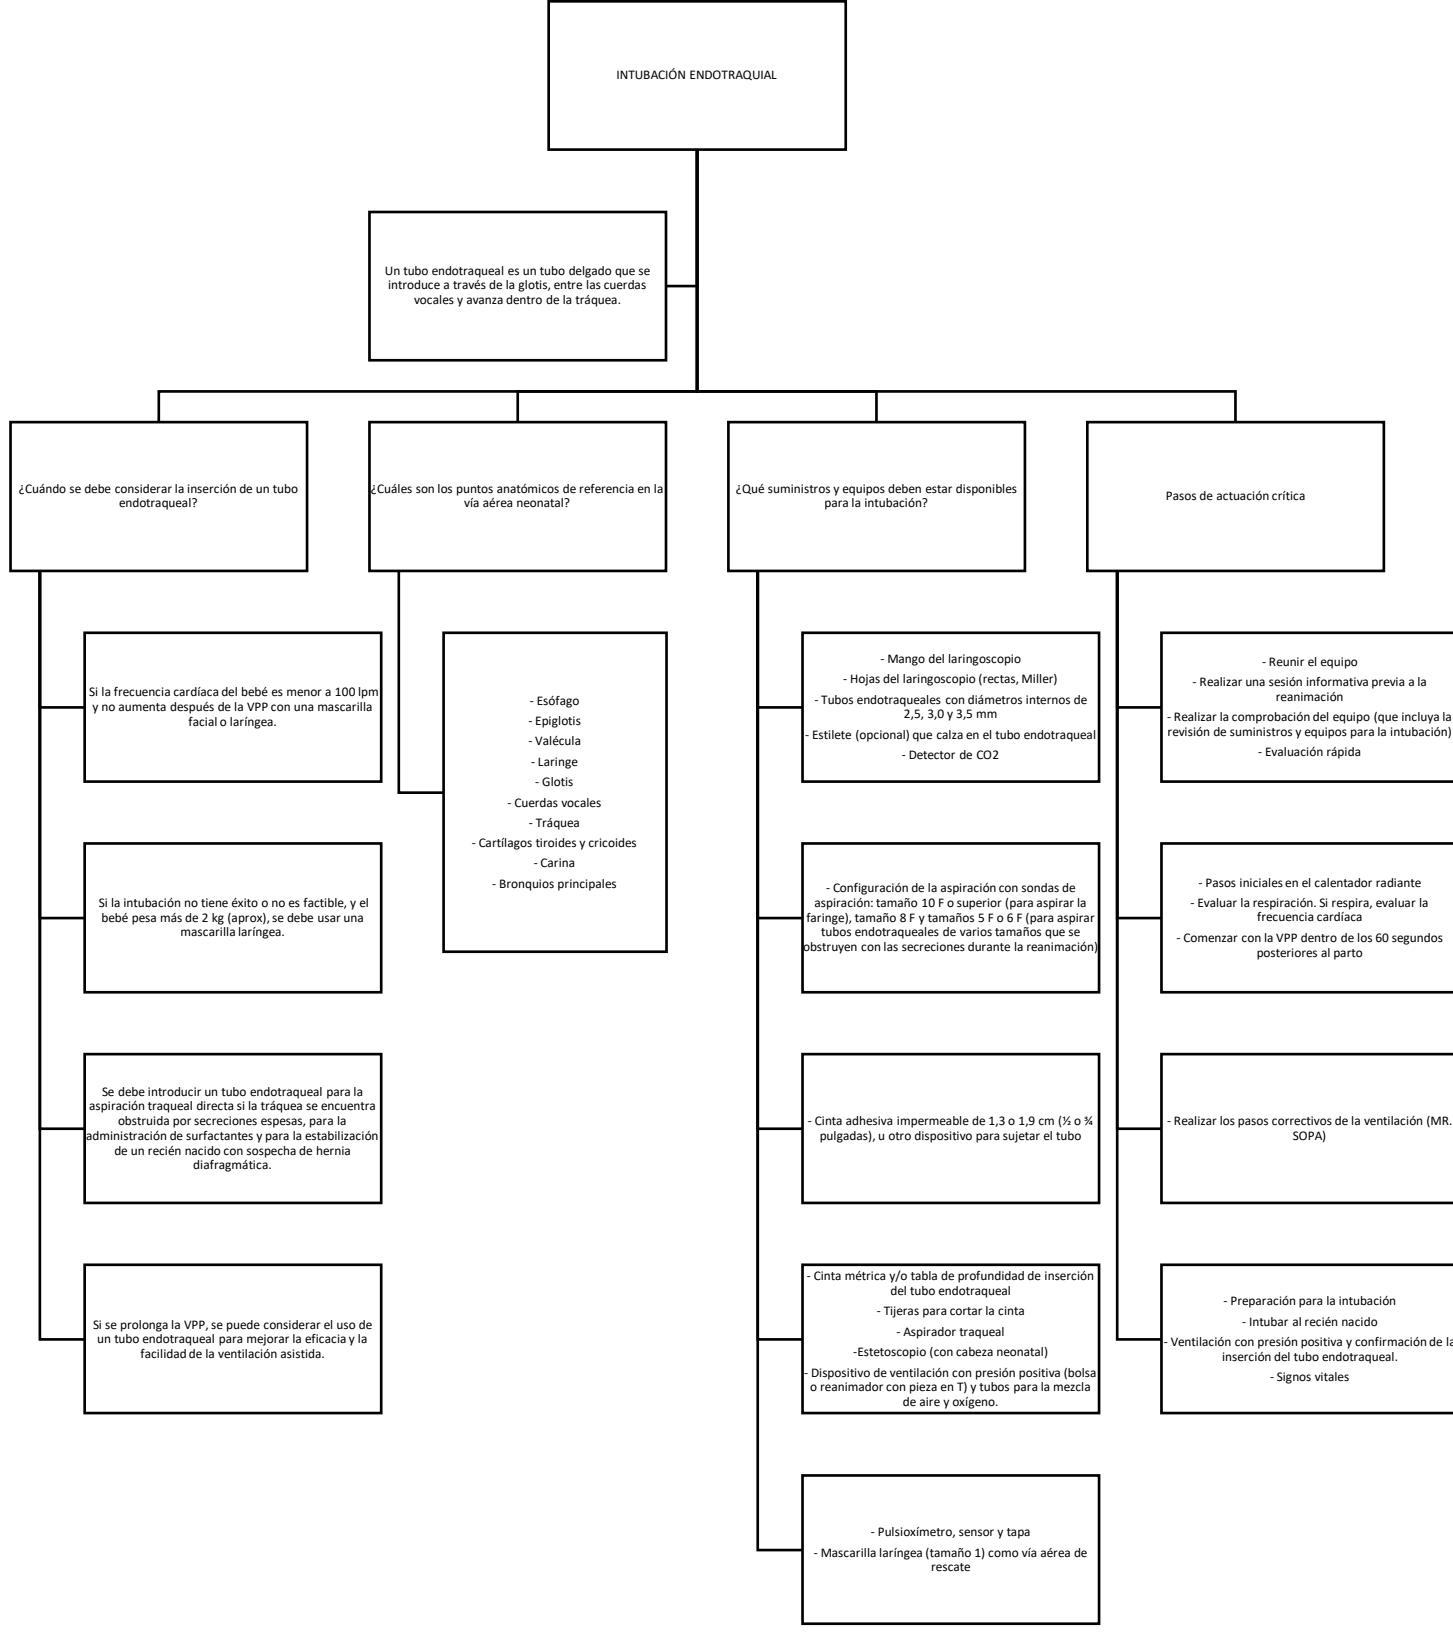 INTUBACIÓN ENDOTRAQUIAL
Un tubo endotraqueal es un tubo delgado que se
introduce a través de la glotis, entre las cuerdas
vocales y avanza dentro de la tráquea.
¿Cuándo se debe considerar la inserción de un tubo
endotraqueal?
Si la frecuencia cardíaca del bebé es menor a 100 lpm
y no aumenta después de la VPP con una mascarilla
facial o laríngea.
Si la intubación no tiene éxito o no es factible, y el
bebé pesa más de 2 kg (aprox), se debe usar una
mascarilla laríngea.
Se debe introducir un tubo endotraqueal para la
aspiración traqueal directa si la tráquea se encuentra
obstruida por secreciones espesas, para la
administración de surfactantes y para la estabilización
de un recién nacido con sospecha de hernia
diafragmática.
Si se prolonga la VPP, se puede considerar el uso de
un tubo endotraqueal para mejorar la eficacia y la
facilidad de la ventilación asistida.
¿Cuáles son los puntos anatómicos de referencia en la
vía aérea neonatal?
- Esófago
- Epiglotis
- Valécula
- Laringe
- Glotis
- Cuerdas vocales
- Tráquea
- Cartílagos tiroides y cricoides
- Carina
- Bronquios principales
¿Qué suministros y equipos deben estar disponibles
para la intubación?
- Mango del laringoscopio
- Hojas del laringoscopio (rectas, Miller)
- Tubos endotraqueales con diámetros internos de
2,5, 3,0 y 3,5 mm
- Estilete (opcional) que calza en el tubo endotraqueal
- Detector de CO2
- Configuración de la aspiración con sondas de
aspiración: tamaño 10 F o superior (para aspirar la
faringe), tamaño 8 F y tamaños 5 F o 6 F (para aspirar
tubos endotraqueales de varios tamaños que se
obstruyen con las secreciones durante la reanimación)
- Cinta adhesiva impermeable de 1,3 o 1,9 cm (½ o ¾
pulgadas), u otro dispositivo para sujetar el tubo
- Cinta métrica y/o tabla de profundidad de inserción
del tubo endotraqueal
- Tijeras para cortar la cinta
- Aspirador traqueal
-Estetoscopio (con cabeza neonatal)
- Dispositivo de ventilación con presión positiva (bolsa
o reanimador con pieza en T) y tubos para la mezcla
de aire y oxígeno.
- Pulsioxímetro, sensor y tapa
- Mascarilla laríngea (tamaño 1) como vía aérea de
rescate
Pasos de actuación crítica
- Reunir el equipo
- Realizar una sesión informativa previa a la
reanimación
- Realizar la comprobación del equipo (que incluya la
revisión de suministros y equipos para la intubación)
- Evaluación rápida
- Pasos iniciales en el calentador radiante
- Evaluar la respiración. Si respira, evaluar la
frecuencia cardíaca
- Comenzar con la VPP dentro de los 60 segundos
posteriores al parto
- Realizar los pasos correctivos de la ventilación (MR.
SOPA)
- Preparación para la intubación
- Intubar al recién nacido
- Ventilación con presión positiva y confirmación de la
inserción del tubo endotraqueal.
- Signos vitales